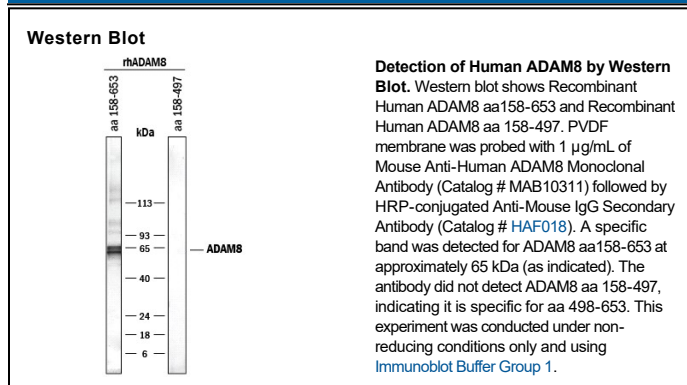 Western Blot
rhADAM8
aa 158-653
aa 158-497
kDa
113
93
65
ADAM8
40
24
18
6
Detection of Human ADAM8 by Western
Blot. Western blot shows Recombinant
Human ADAM8 aa158-653 and Recombinant
Human ADAM8 aa 158-497. PVDF
membrane was probed with 1 μg/mL of
Mouse Anti-Human ADAM8 Monoclonal
Antibody (Catalog # MAB10311) followed by
HRP-conjugated Anti-Mouse IgG Secondary
Antibody (Catalog # HAF018). A specific
band was detected for ADAM8 aa158-653 at
approximately 65 kDa (as indicated). The
antibody did not detect ADAM8 aa 158-497,
indicating it is specific for aa 498-653. This
experiment was conducted under non-
reducing conditions only and using
Immunoblot Buffer Group 1.